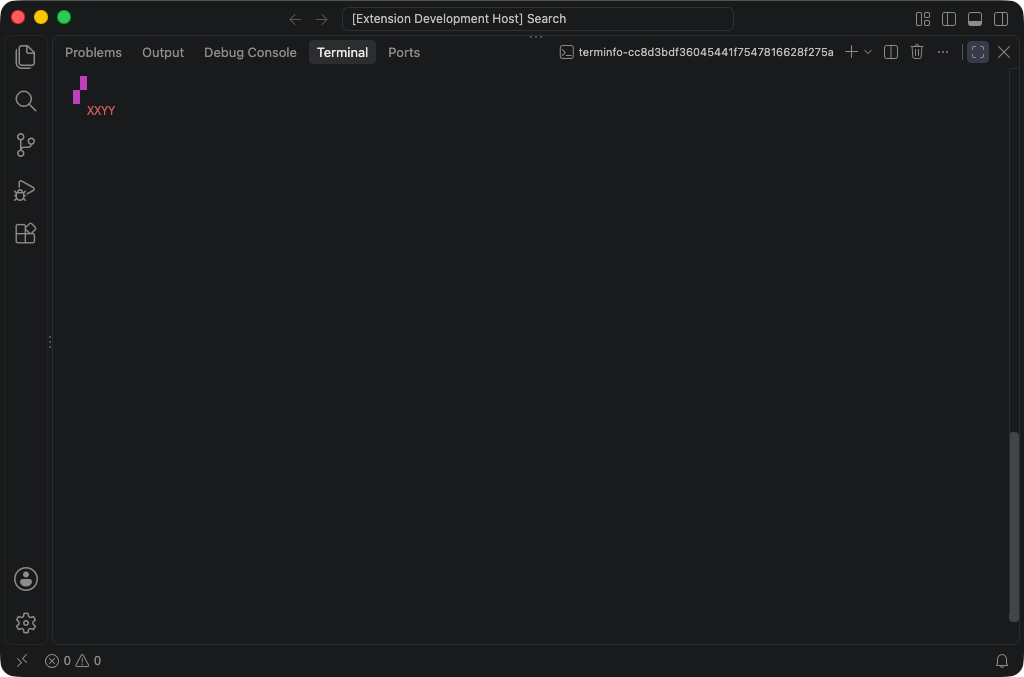 [Extension Development Host] Search
Problems Output Debug Console Terminal Ports
terminfo-cc8d3bdf36045441f7547816628f275a
XXYY
0 0